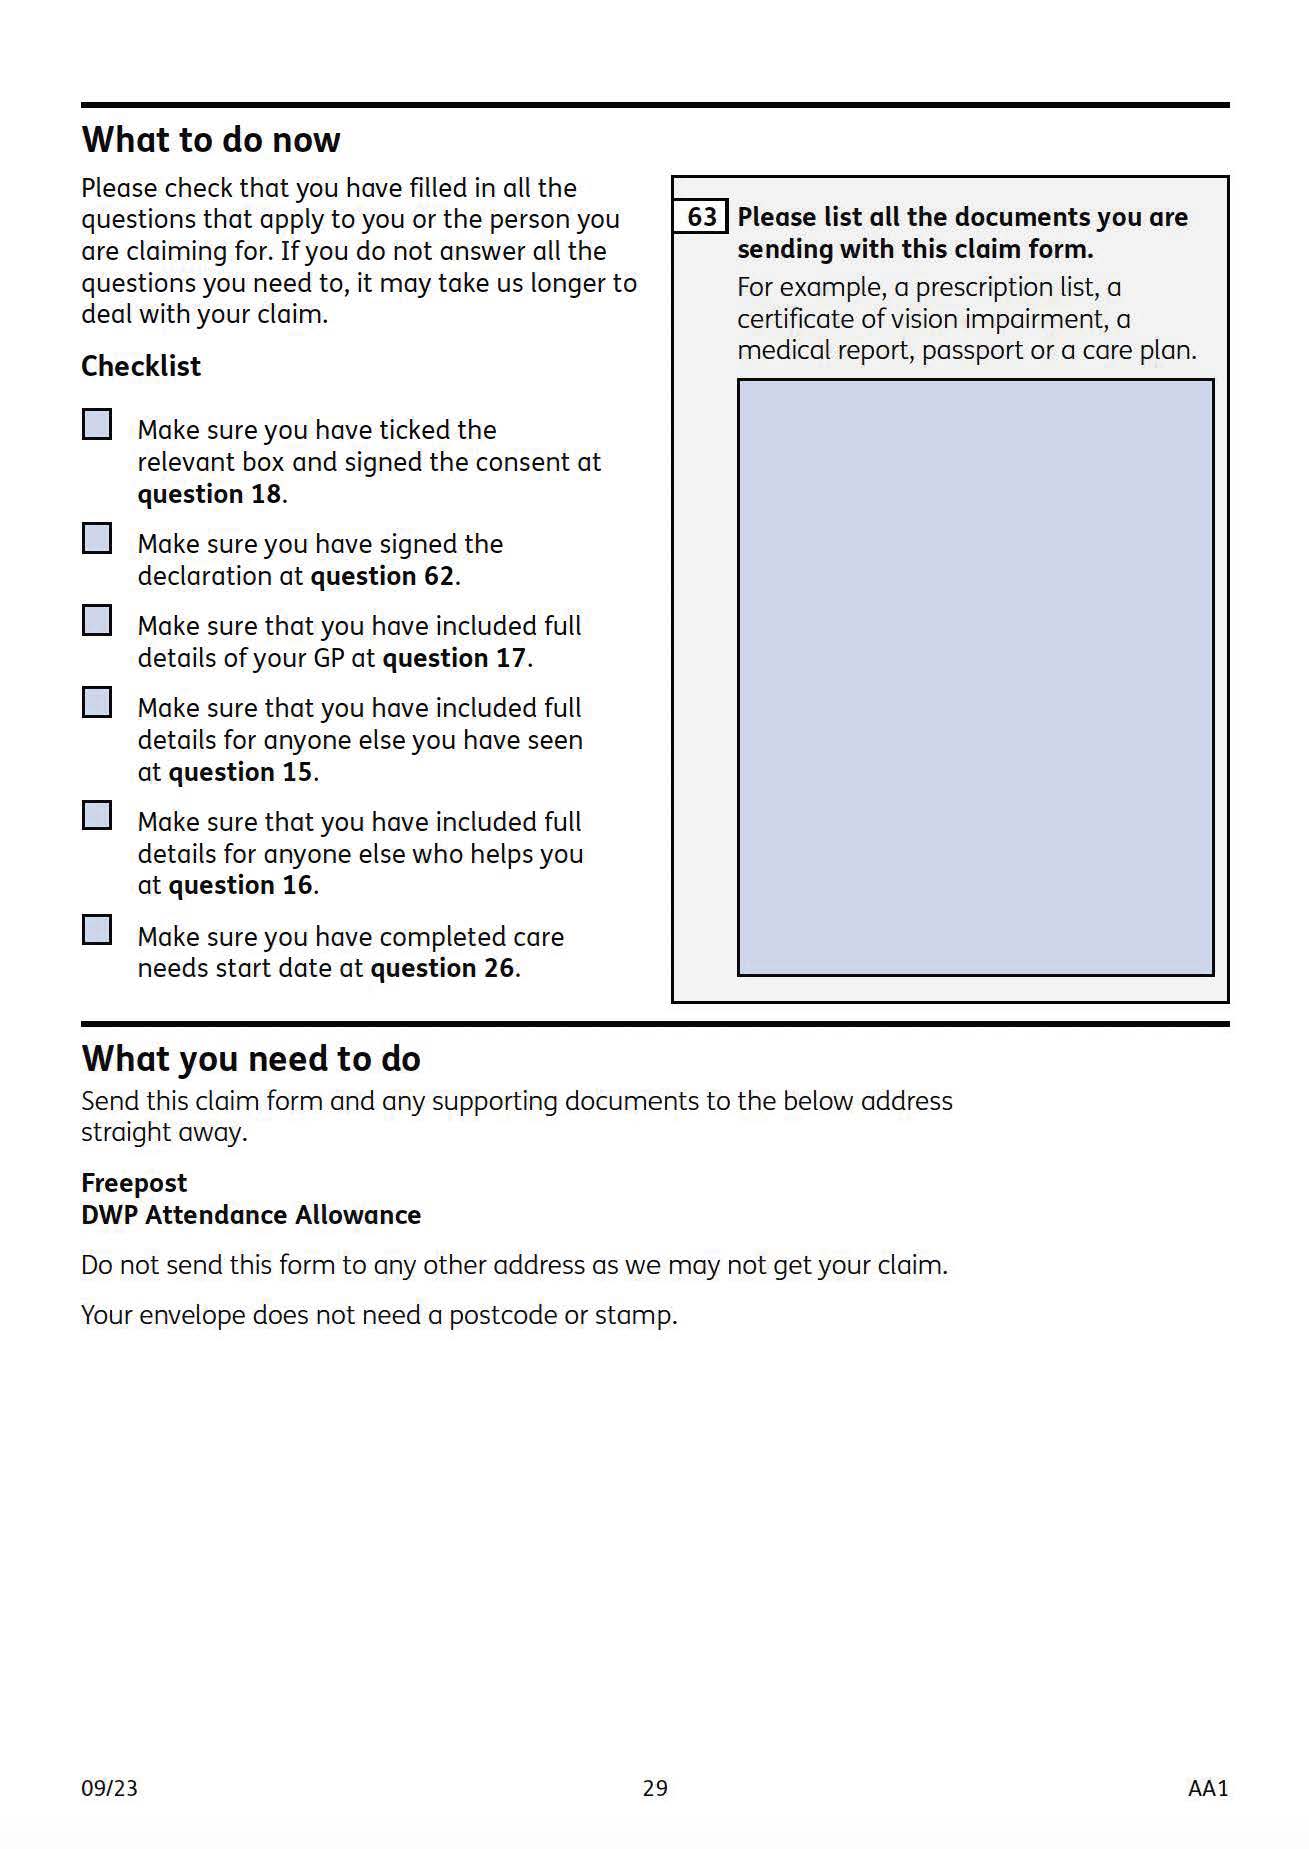 What to do now
Please check that you have filled in all the
questions that apply to you or the person you
are claiming for. If you do not answer all the
questions you need to, it may take us longer to
deal with your claim.
Checklist
Make sure you have ticked the
relevant box and signed the consent at
question 18.
Make sure you have signed the
declaration at question 62.
Make sure that you have included full
details of your GP at question 17.
Make sure that you have included full
details for anyone else you have seen
at question 15.
Make sure that you have included full
details for anyone else who helps you
at question 16.
Make sure you have completed care
needs start date at question 26.
63 Please list all the documents you are
sending with this claim form.
For example, a prescription list, a
certificate of vision impairment, a
medical report, passport or a care plan.
What you need to do
Send this claim form and any supporting documents to the below address
straight away.
Freepost
DWP Attendance Allowance
Do not send this form to any other address as we may not get your claim.
Your envelope does not need a postcode or stamp.
09/23 29 AA1